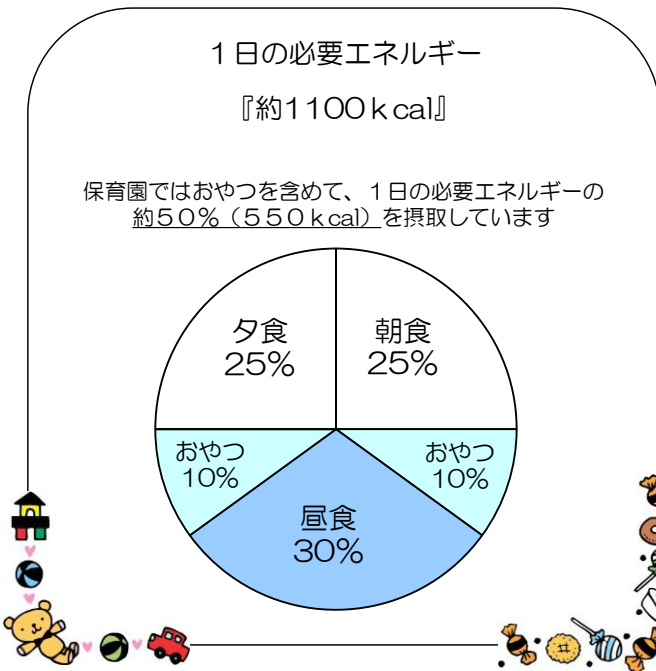 １日の必要エネルギー
『約1100ｋcal』
保育園ではおやつを含めて、１日の必要エネルギーの
約５０％（５５０ｋcal）を摂取しています
夕食
25%
朝食
25%
おやつ
10%
おやつ
10%
昼食
30%